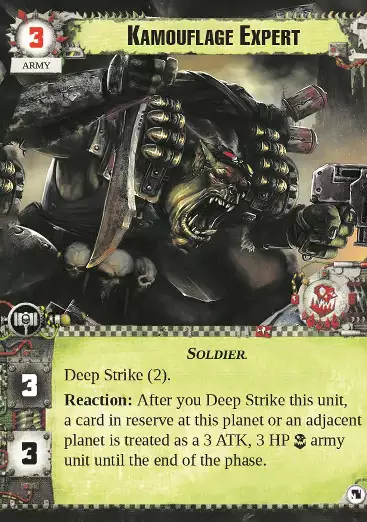 3
KAMOUFLAGE EXPERT
ARMY
SOLDIER.
Deep Strike (2).
3
Reaction: After you Deep Strike this unit,
a card in reserve at this planet or an adjacent
planet is treated as a 3 ATK, 3 HP army
3
unit until the end of the phase.